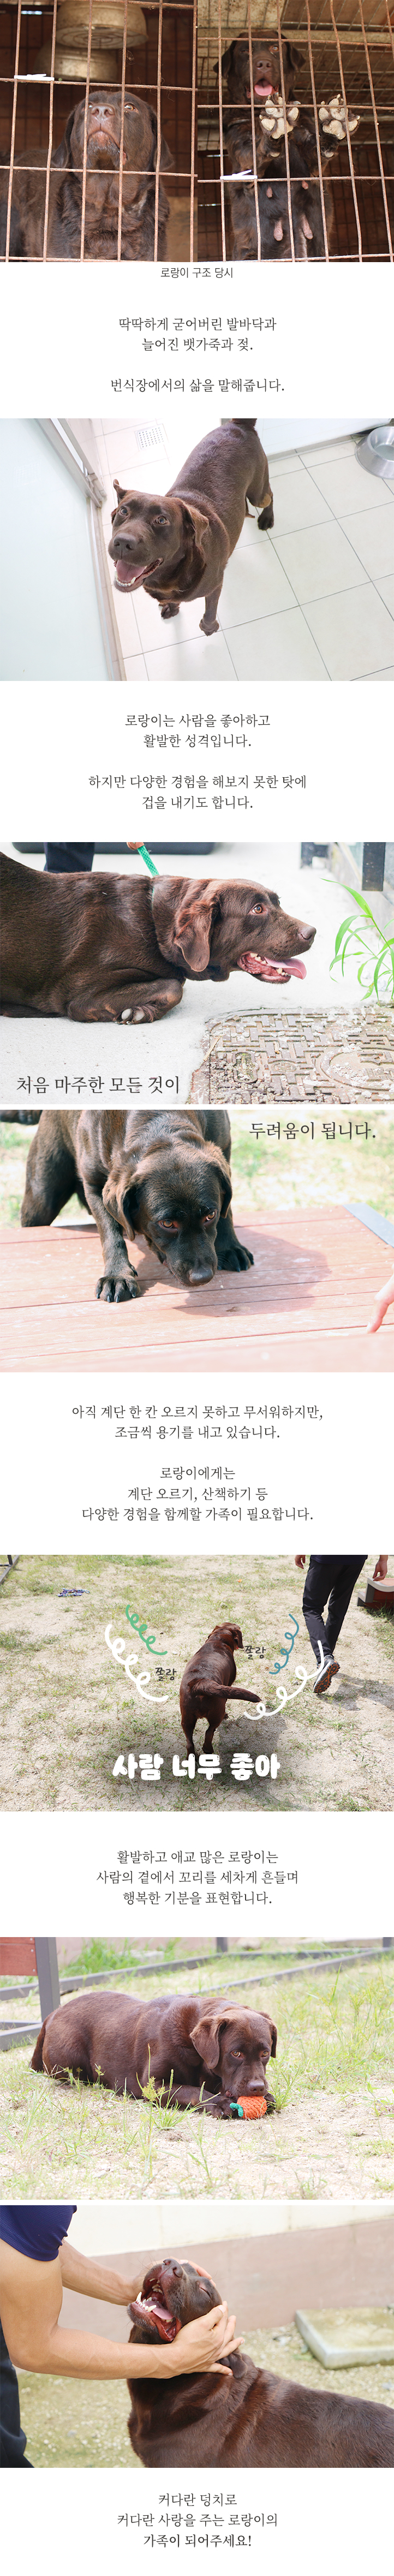 로랑이 구조 당시
딱딱하게 굳어버린 발바닥과
늘어진 뱃가죽과 젖.
번식장에서의 삶을 말해줍니다.
로랑이는 사람을 좋아하고
활발한 성격입니다.
하지만 다양한 경험을 해보지 못한 탓에
겁을 내기도 합니다.
처음 마주한 모든 것이
두려움이 됩니다.
아직 계단 한 칸 오르지 못하고 무서워하지만,
조금씩 용기를 내고 있습니다.
로랑이에게는
계단 오르기, 산책하기 등
다양한 경험을 함께할 가족이 필요합니다.
쫄랑
쫄랑
사람 너무 좋아
활발하고 애교 많은 로랑이는
사람의 곁에서 꼬리를 세차게 흔들며
행복한 기분을 표현합니다.
커다란 덩치로
커다란 사랑을 주는 로랑이의
가족이 되어주세요!